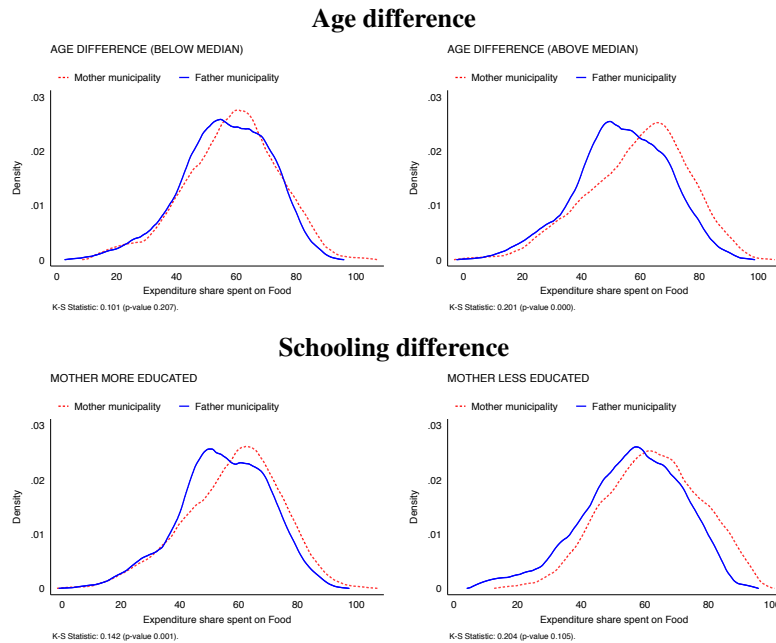 Age difference
AGE DIFFERENCE (BELOW MEDIAN)
Mother municipality Father municipality
.03
.02
.01
0
Density
0 20 40 60 80 100
Expenditure share spent on Food
K-S Statistic: 0.101 (p-value 0.207).
AGE DIFFERENCE (ABOVE MEDIAN)
Mother municipality Father municipality
.03
.02
.01
0
Density
0 20 40 60 80 100
Expenditure share spent on Food
K-S Statistic: 0.201 (p-value 0.000).
Schooling difference
MOTHER MORE EDUCATED
Mother municipality Father municipality
.03
.02
.01
0
Density
0 20 40 60 80 100
Expenditure share spent on Food
K-S Statistic: 0.142 (p-value 0.001).
MOTHER LESS EDUCATED
Mother municipality Father municipality
.03
.02
.01
0
Density
0 20 40 60 80 100
Expenditure share spent on Food
K-S Statistic: 0.204 (p-value 0.105).